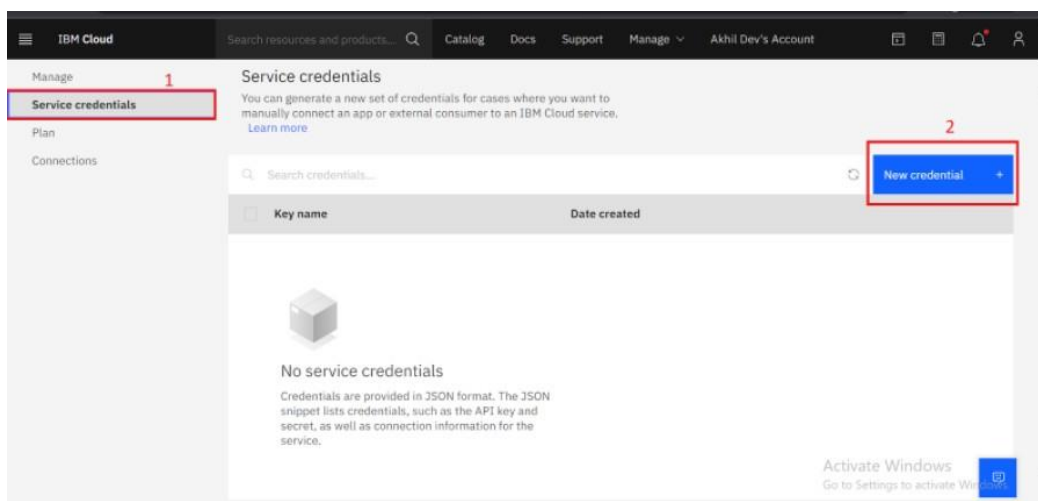 IBM Cloud
Search resources and products...
Catalog
Docs
Support
Manage
Akhil Dev's Account
Manage
1
Service credentials
Plan
Connections
Service credentials
You can generate a new set of credentials for cases where you want to
manually connect an app or external consumer to an IBM Cloud service.
Learn more
2
Search credentials...
New credential +
Key name
Date created
No service credentials
Credentials are provided in JSON format. The JSON
snippet lists credentials, such as the API key and
secret, as well as connection information for the
service.
Activate Windows
Go to Settings to activate Windows.